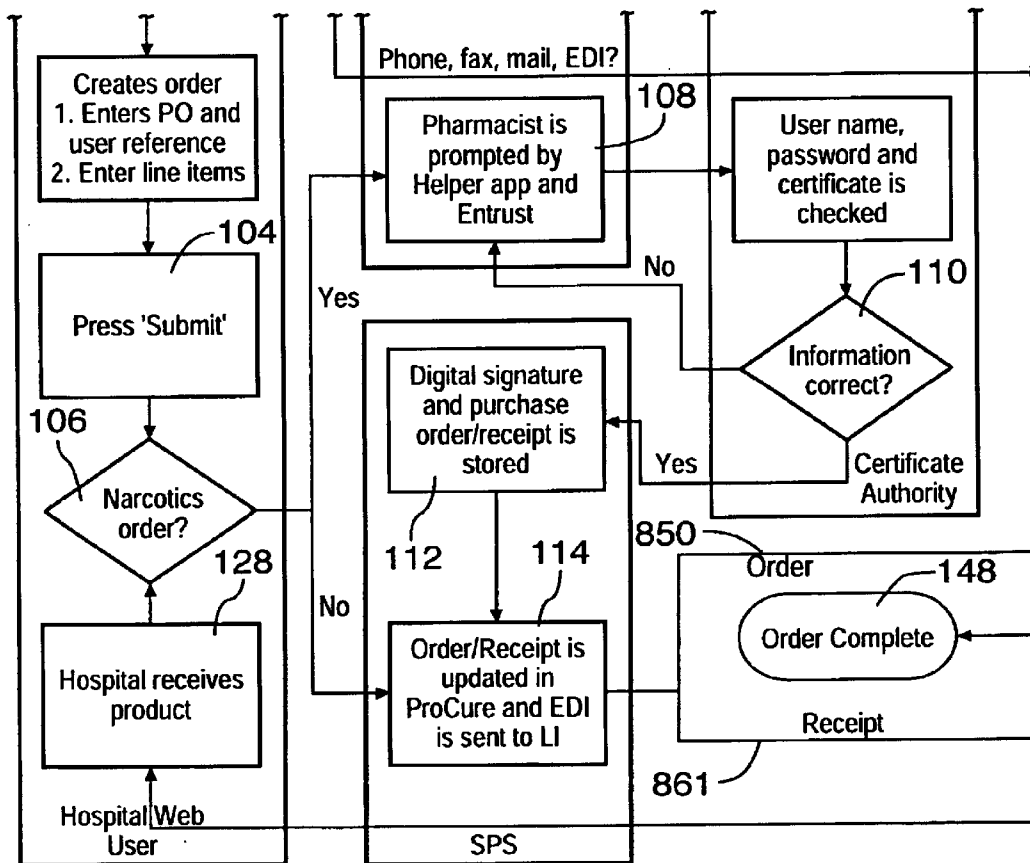 Phone, fax, mail, EDI?
Creates order
1. Enters PO and
user reference
2. Enter line items
104
Press 'Submit'
106
Narcotics
order?
128
Hospital receives
product
Hospital Web
User
Yes
No
108
Pharmacist is
prompted by
Helper app and
Entrust
No
User name,
password and
certificate is
checked
110
Information
correct?
Yes
Certificate
Authority
Digital signature
and purchase
order/receipt is
stored
112
114
Order/Receipt is
updated in
ProCure and EDI
is sent to LI
SPS
850
Order
148
Order Complete
Receipt
861